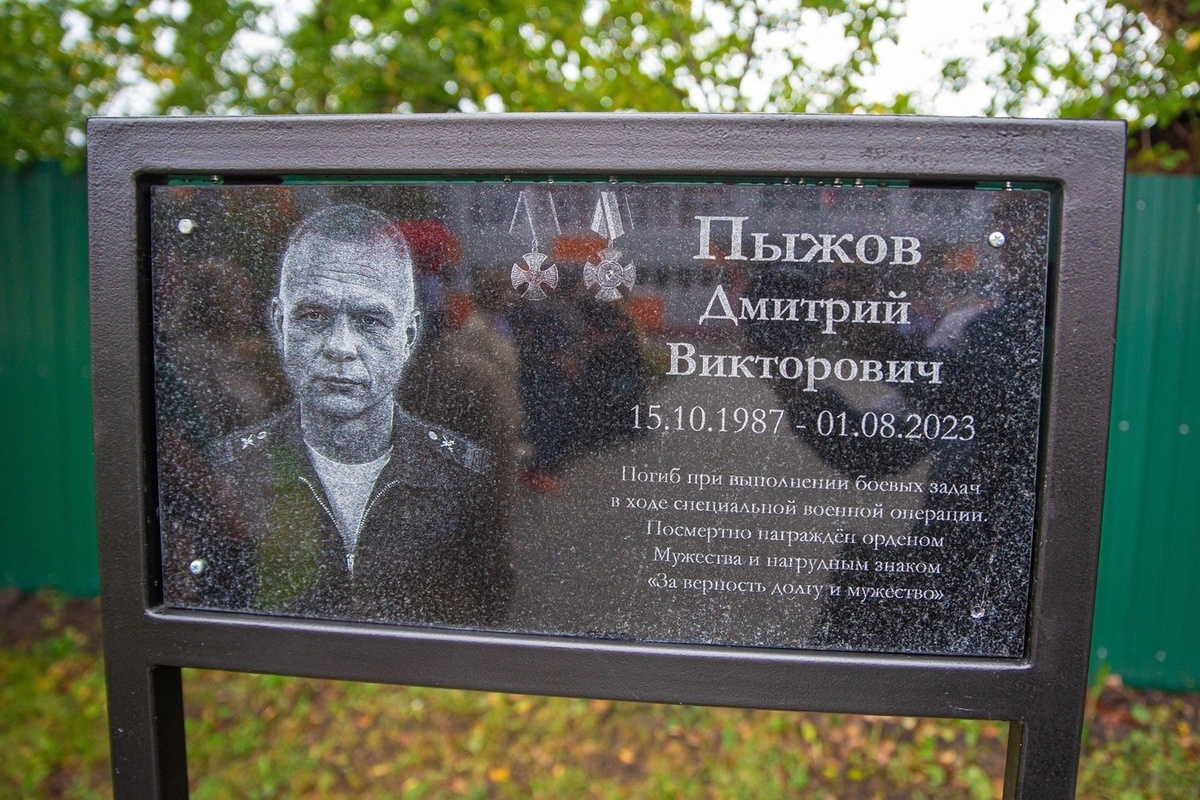 Пыжов
Дмитрий
Викторович
15.10.1987 - 01.08.2023
Погиб при выполнении боевых задач
в ходе специальной военной операции.
Посмертно награждён орденом
Мужества и нагрудным знаком
«За верность долгу и мужество»